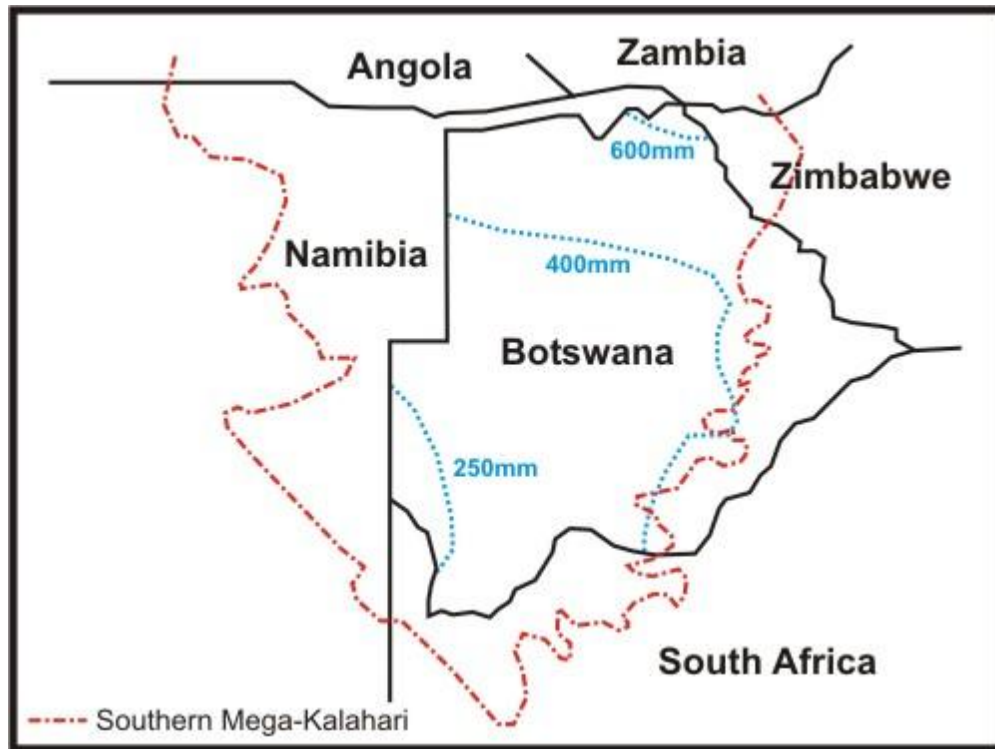 Angola
Zambia
600mm
Zimbabwe
Namibia
400mm
Botswana
250mm
South Africa
Southern Mega-Kalahari